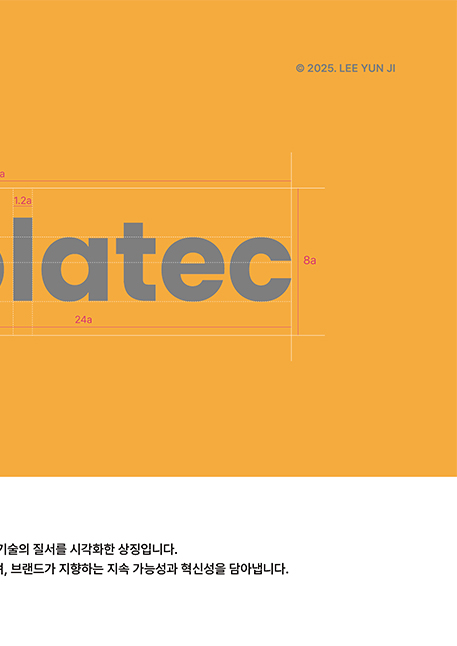 © 2025. LEE YUN JI
a
1.2a
olatec
8a
24a
기술의 질서를 시각화한 상징입니다.
며, 브랜드가 지향하는 지속 가능성과 혁신성을 담아냅니다.